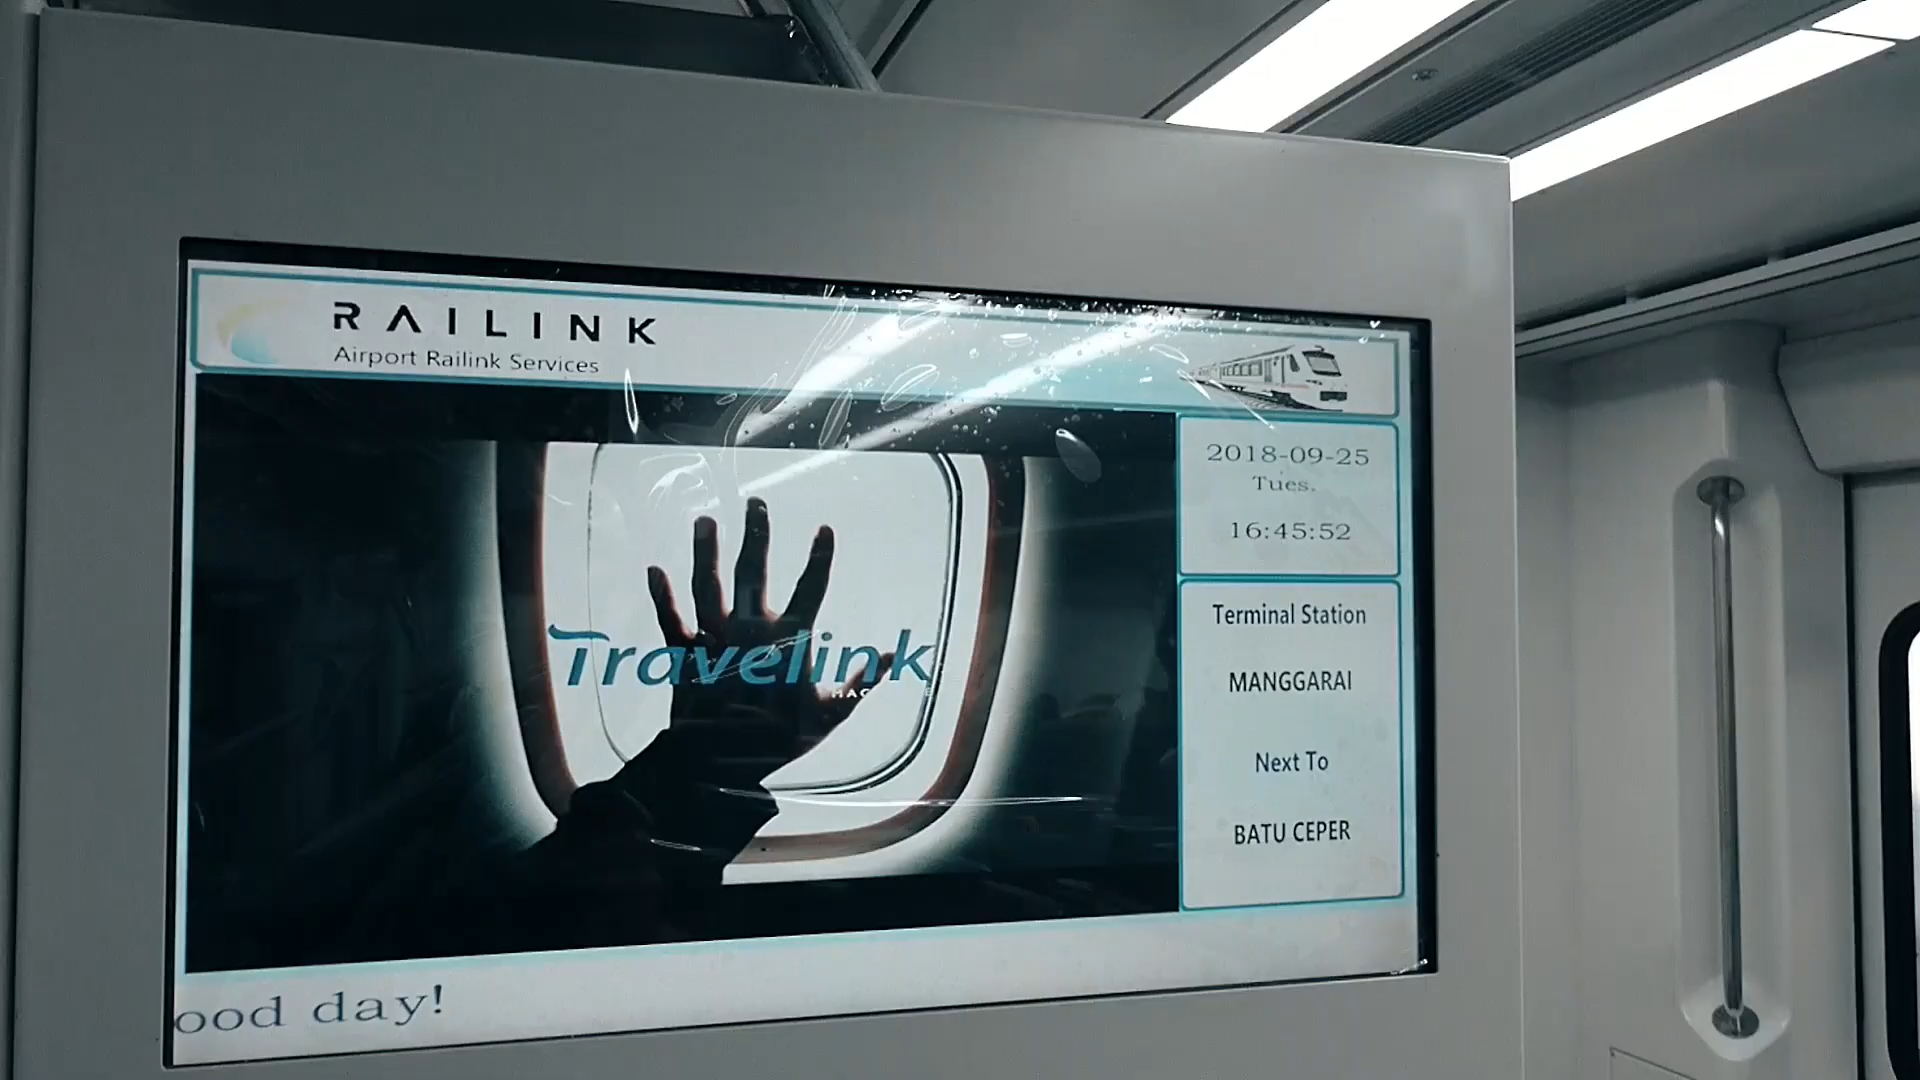 RAILINK
Airport Railink Services
2018-09-25
Tues.
16:45:52
Travelink
Terminal Station
MANGGARAI
Next To
BATU CEPER
ood day!